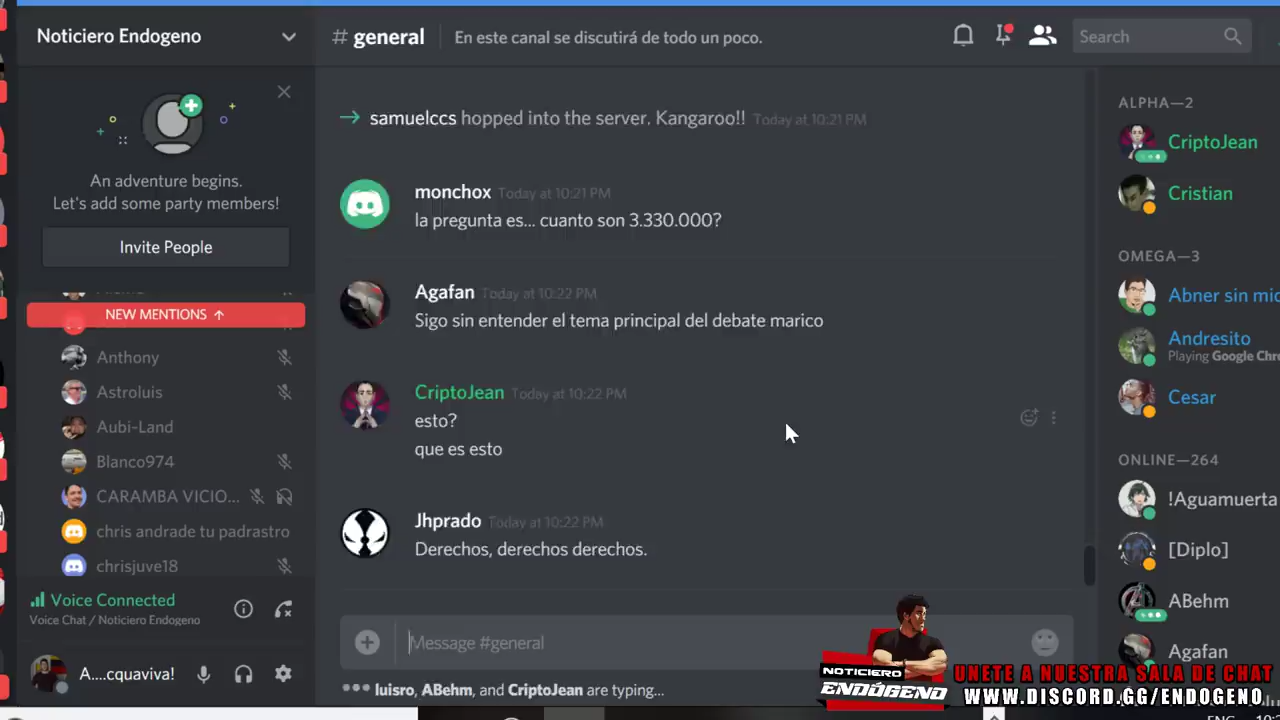 Noticiero Endogeno
# general
En este canal se discutirá de todo un poco.
Search
An adventure begins.
Let's add some party members!
Invite People
NEW MENTIONS ↑
Anthony
Astroluis
Aubi-Land
Blanco974
CARAMBA VICIO...
chris andrade tu padrastro
chrisjuve18
Voice Connected
Voice Chat / Noticiero Endogeno
A....cquaviva!
samuelccs hopped into the server. Kangaroo!! Today at 10:21 PM
monchox Today at 10:21 PM
la pregunta es... cuanto son 3.330.000?
Agafan Today at 10:22 PM
Sigo sin entender el tema principal del debate marico
CriptoJean Today at 10:22 PM
esto?
que es esto
Jhprado Today at 10:22 PM
Derechos, derechos derechos.
Message #general
luisro, ABehm, and CriptoJean are typing...
ALPHA—2
CriptoJean
Cristian
OMEGA—3
Abner sin mic
Andresito
Playing Google Chr
Cesar
ONLINE—264
!Aguamuerta
[Diplo]
ABehm
Agafan
NOTICIERO
ENDÓGENO
UNETE A NUESTRA SALA DE CHAT
WWW.DISCORD.GG/ENDOGENO